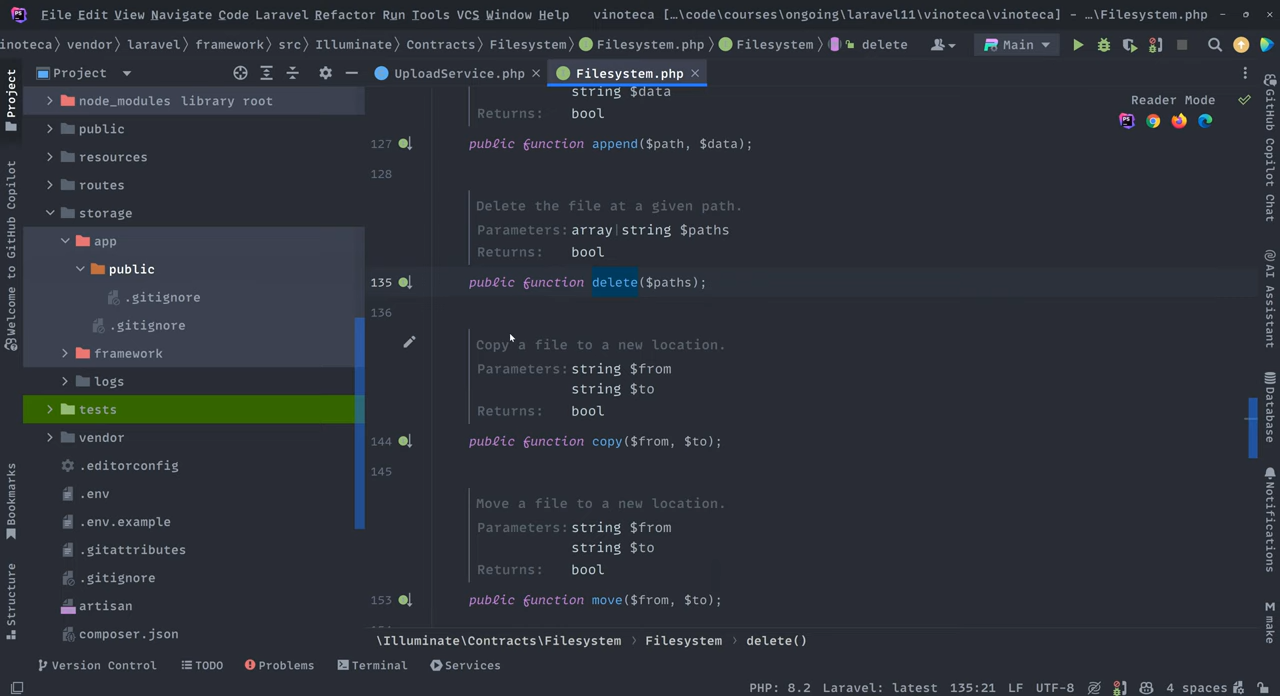 File Edit View Navigate Code Laravel Refactor Run Tools VCS Window Help vinoteca […\code\courses\ongoing\laravel11\vinoteca\vinoteca] - …\Filesystem.php
inoteca vendor laravel framework src Illuminate Contracts Filesystem Filesystem.php Filesystem delete Main
Project
UploadService.php Filesystem.php
Reader Mode
Project
Welcome to GitHub Copilot
Bookmarks
Structure
node_modules library root
public
resources
routes
storage
app
public
.gitignore
.gitignore
framework
logs
tests
vendor
.editorconfig
.env
.env.example
.gitattributes
.gitignore
artisan
composer.json
string $data
Returns: bool
127 public function append($path, $data);
128
Delete the file at a given path.
Parameters: array|string $paths
Returns: bool
135 public function delete($paths);
136
Copy a file to a new location.
Parameters: string $from
string $to
Returns: bool
144 public function copy($from, $to);
145
Move a file to a new location.
Parameters: string $from
string $to
Returns: bool
153 public function move($from, $to);
GitHub Copilot Chat
AI Assistant
Database
Notifications
M make
\Illuminate\Contracts\Filesystem Filesystem delete()
Version Control TODO Problems Terminal Services
PHP: 8.2 Laravel: latest 135:21 LF UTF-8 4 spaces